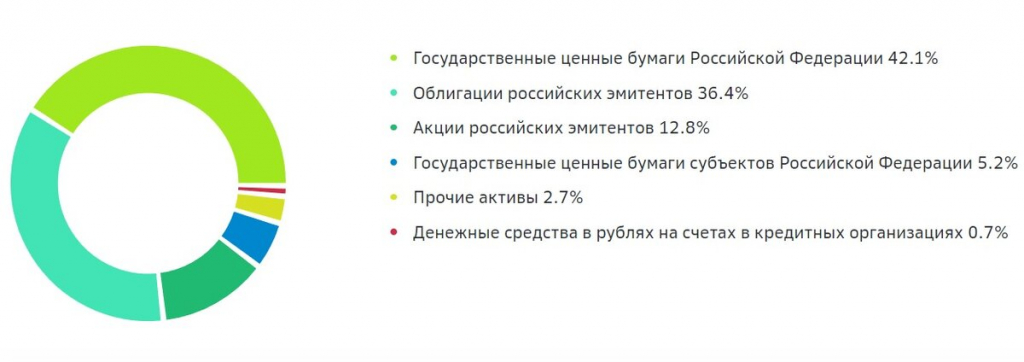 Государственные ценные бумаги Российской Федерации 42.1%
Облигации российских эмитентов 36.4%
Акции российских эмитентов 12.8%
Государственные ценные бумаги субъектов Российской Федерации 5.2%
Прочие активы 2.7%
Денежные средства в рублях на счетах в кредитных организациях 0.7%